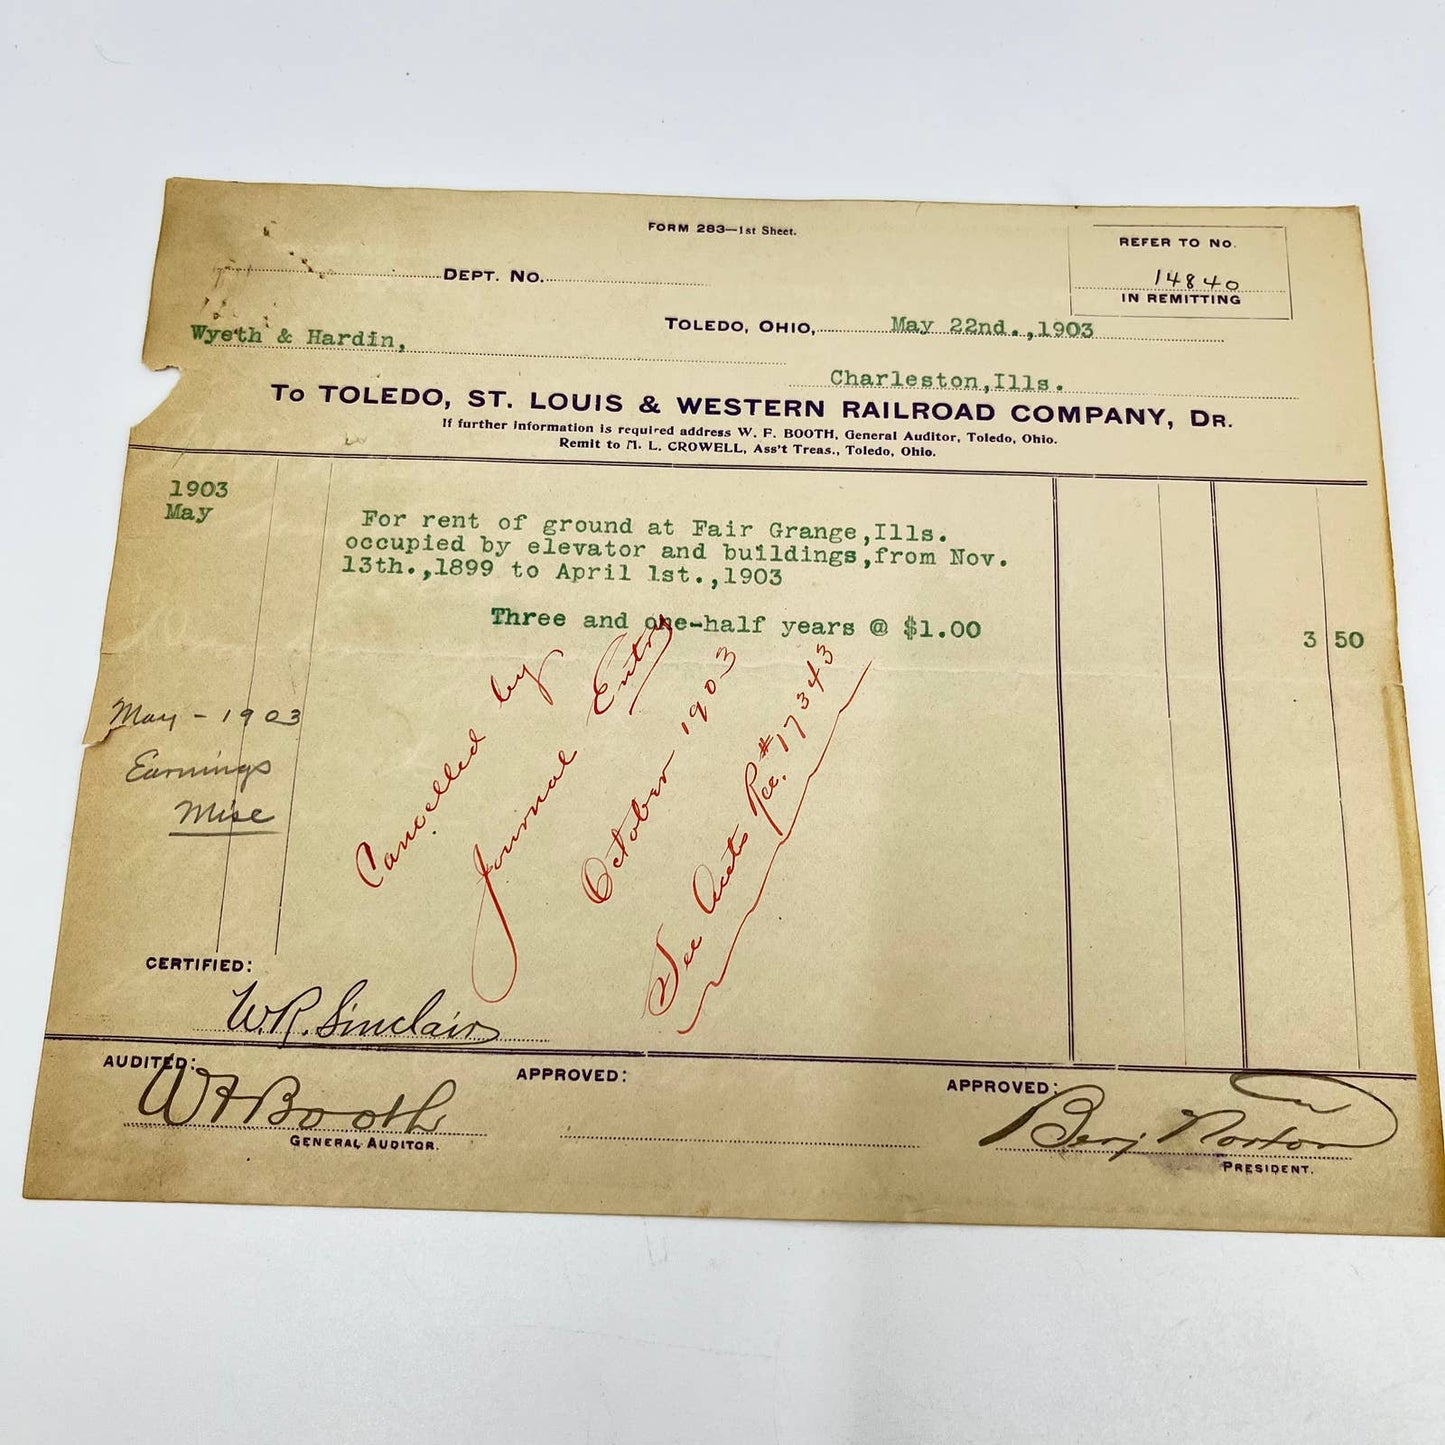 FORM 283—1st Sheet.
REFER TO NO.
14840
IN REMITTING
DEPT. No.
TOLEDO, OHIO, May 22nd.,1903
Wyeth & Hardin,
Charleston,Ills.
To TOLEDO, ST. LOUIS & WESTERN RAILROAD COMPANY, DR.
If further information is required address W. F. BOOTH, General Auditor, Toledo, Ohio.
Remit to M. L. CROWELL, Ass't Treas., Toledo, Ohio.
1903
May
For rent of ground at Fair Grange,Ills.
occupied by elevator and buildings,from Nov.
13th.,1899 to April 1st.,1903
Three and one-half years @ $1.00 3 50
May - 1903
Earnings
Misc
Cancelled by
Journal Entry
October 1903
See Accts Rec. #17343
CERTIFIED:
W.R. Sinclair
AUDITED:
W F Booth
GENERAL AUDITOR.
APPROVED:
APPROVED:
Benj Norton
PRESIDENT.